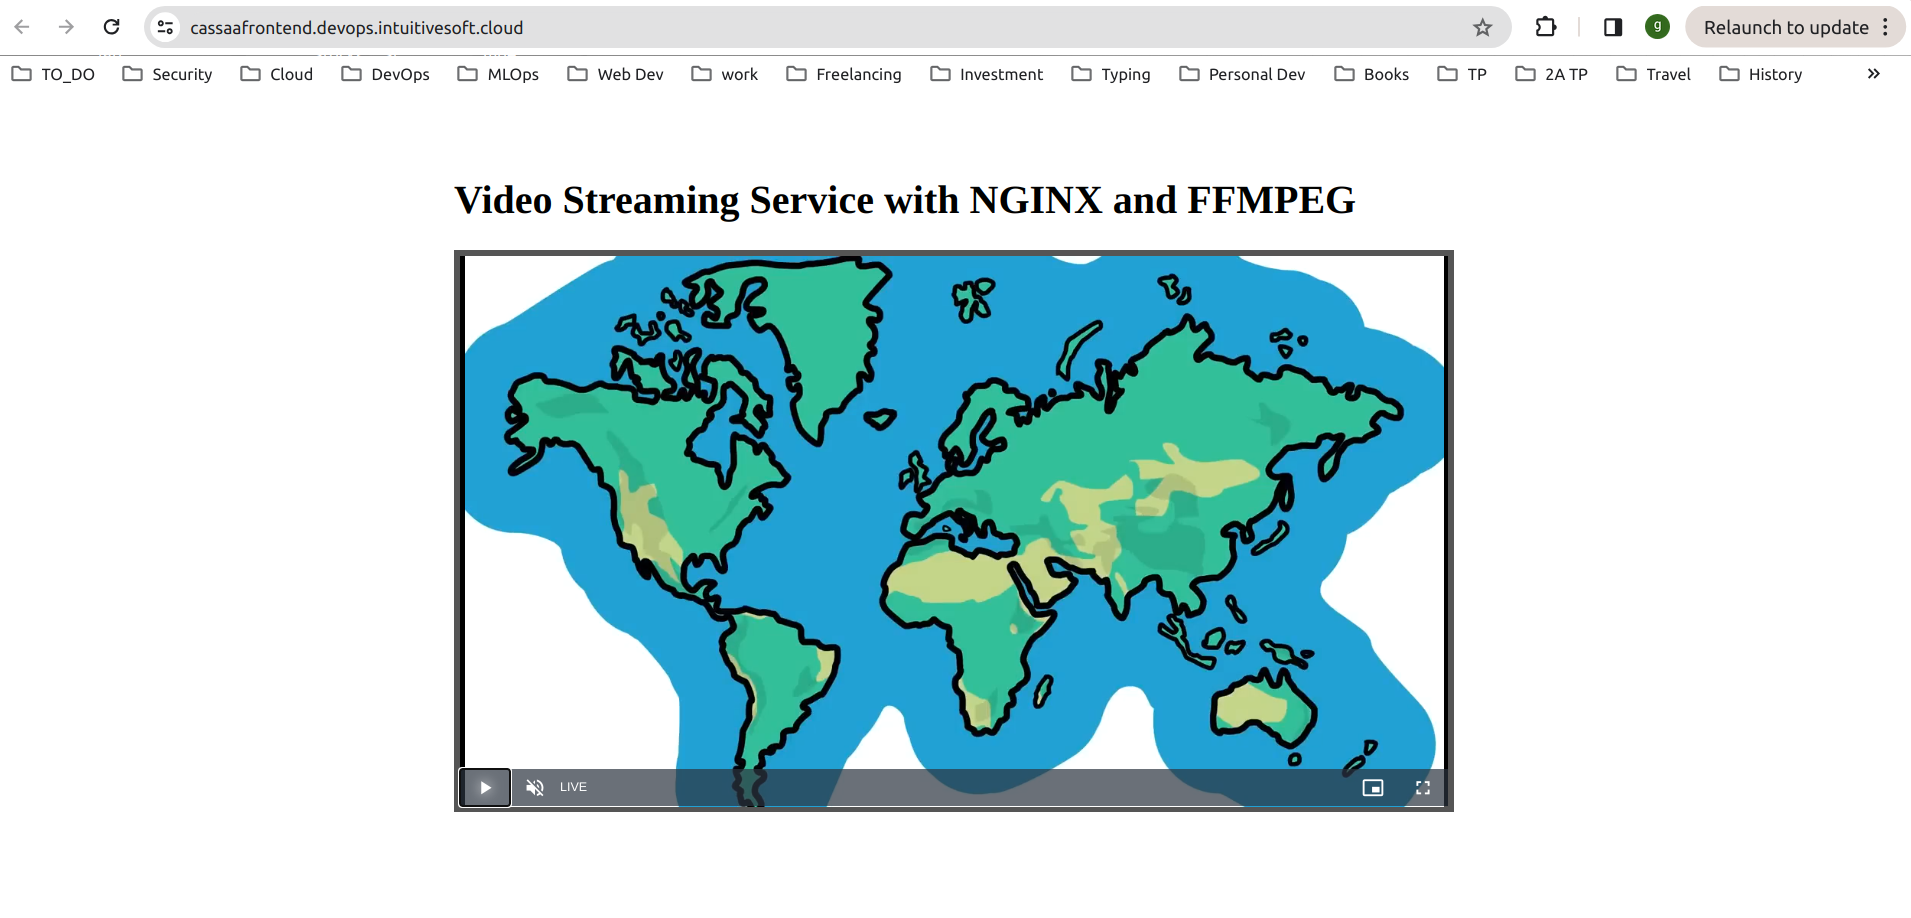 cassaafrontend.devops.intuitivesoft.cloud
g
Relaunch to update
TO_DO Security Cloud DevOps MLOps Web Dev work Freelancing Investment Typing Personal Dev Books TP 2A TP Travel History »
Video Streaming Service with NGINX and FFMPEG
LIVE